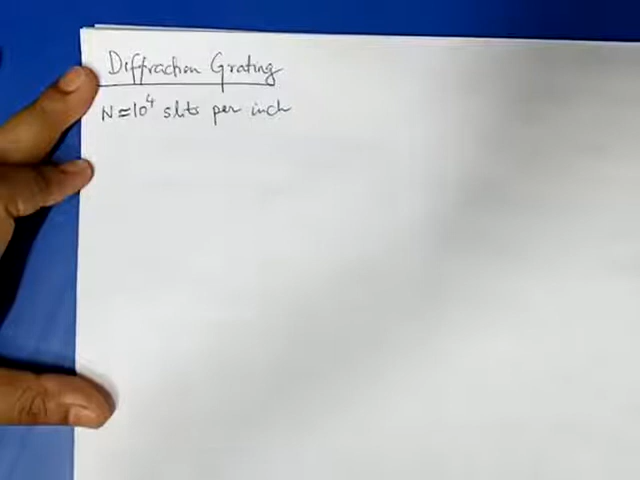 Diffraction Grating
N ≈ 10⁴ slits per inch